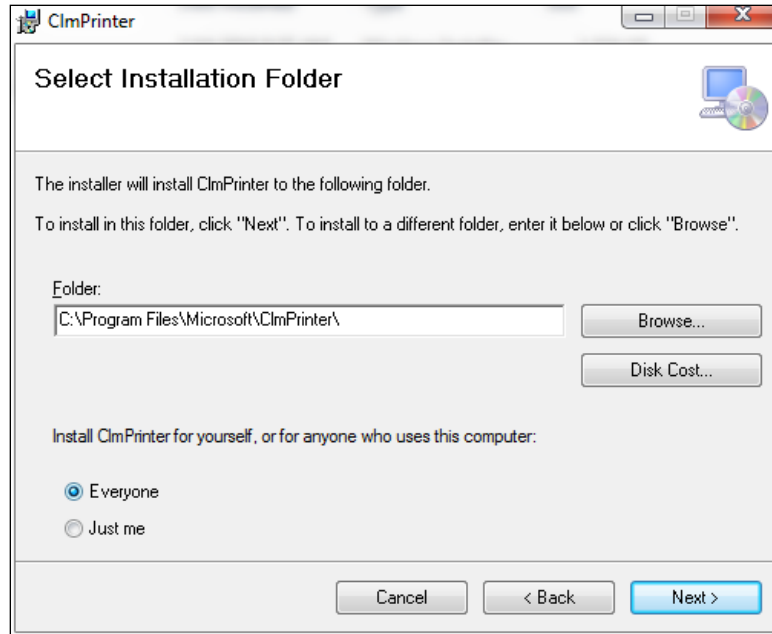 ClmPrinter
Select Installation Folder
The installer will install ClmPrinter to the following folder.
To install in this folder, click "Next". To install to a different folder, enter it below or click "Browse".
Folder:
C:\Program Files\Microsoft\ClmPrinter\
Browse...
Disk Cost...
Install ClmPrinter for yourself, or for anyone who uses this computer:
Everyone
Just me
Cancel
< Back
Next >